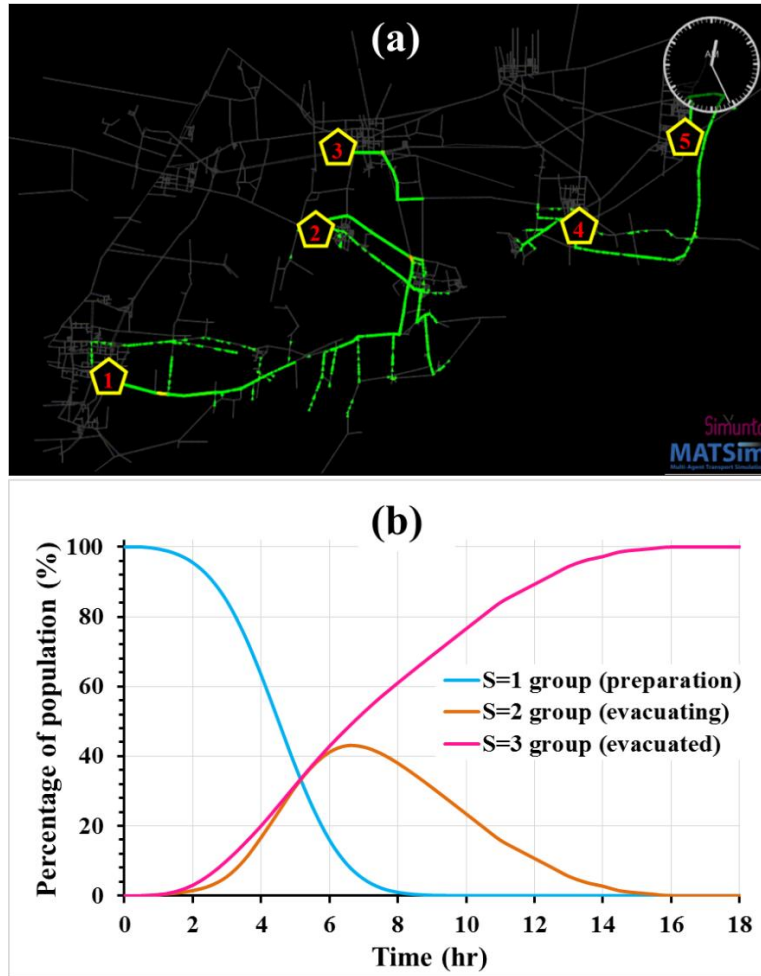 (a)
AM
3
5
2
4
1
Simunto
MATSim
Multi-Agent Transport Simulation
(b)
Percentage of population (%)
100
80
60
40
20
0
S=1 group (preparation)
S=2 group (evacuating)
S=3 group (evacuated)
0 2 4 6 8 10 12 14 16 18
Time (hr)